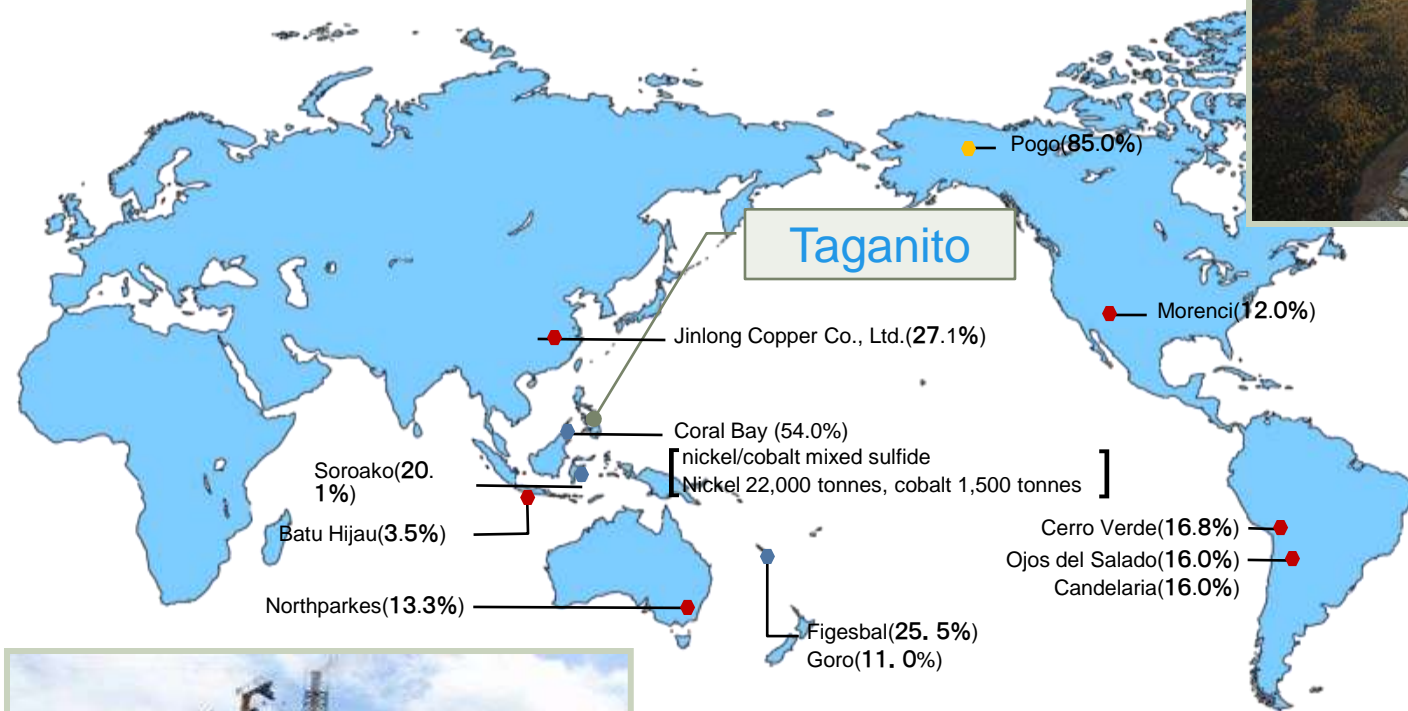 Pogo(85.0%)
Taganito
Morenci(12.0%)
Jinlong Copper Co., Ltd.(27.1%)
Coral Bay (54.0%)
[nickel/cobalt mixed sulfide
Nickel 22,000 tonnes, cobalt 1,500 tonnes ]
Soroako(20.
1%)
Batu Hijau(3.5%)
Cerro Verde(16.8%)
Ojos del Salado(16.0%)
Candelaria(16.0%)
Northparkes(13.3%)
Figesbal(25. 5%)
Goro(11. 0%)